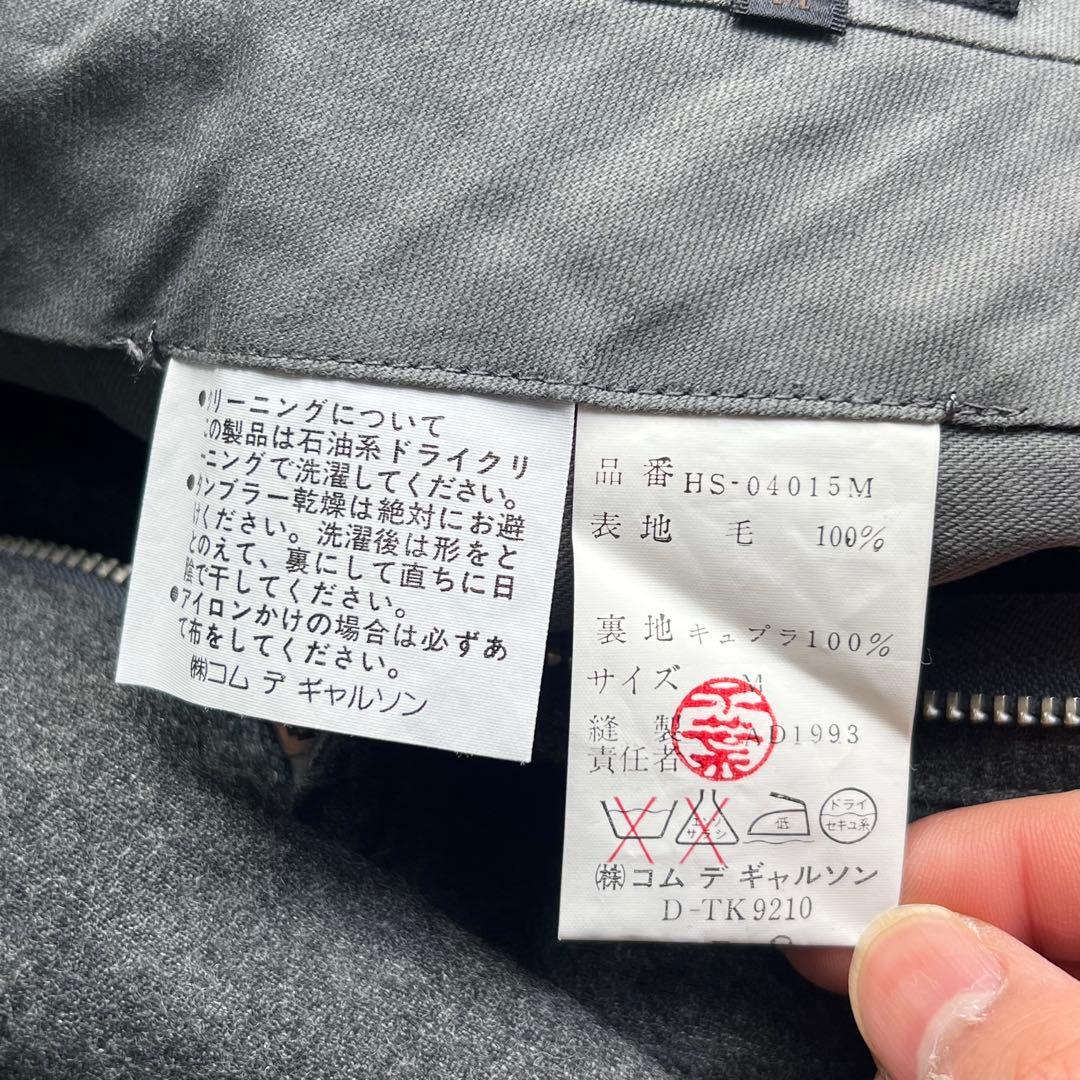 ●クリーニングについて
この製品は石油系ドライクリ
ーニングで洗濯してください。
●タンブラー乾燥は絶対にお避
けください。洗濯後は形をと
とのえて、裏にして直ちに日
陰で干してください。
●アイロンかけの場合は必ずあ
て布をしてください。
㈱コム デ ギャルソン
品 番 HS-04015M
表 地 毛 100%
裏 地 キュプラ100%
サイズ M
縫 製 AD1993
責任者
エンソ
サラシ
低
ドライ
セキユ系
㈱コム デ ギャルソン
D-TK9210